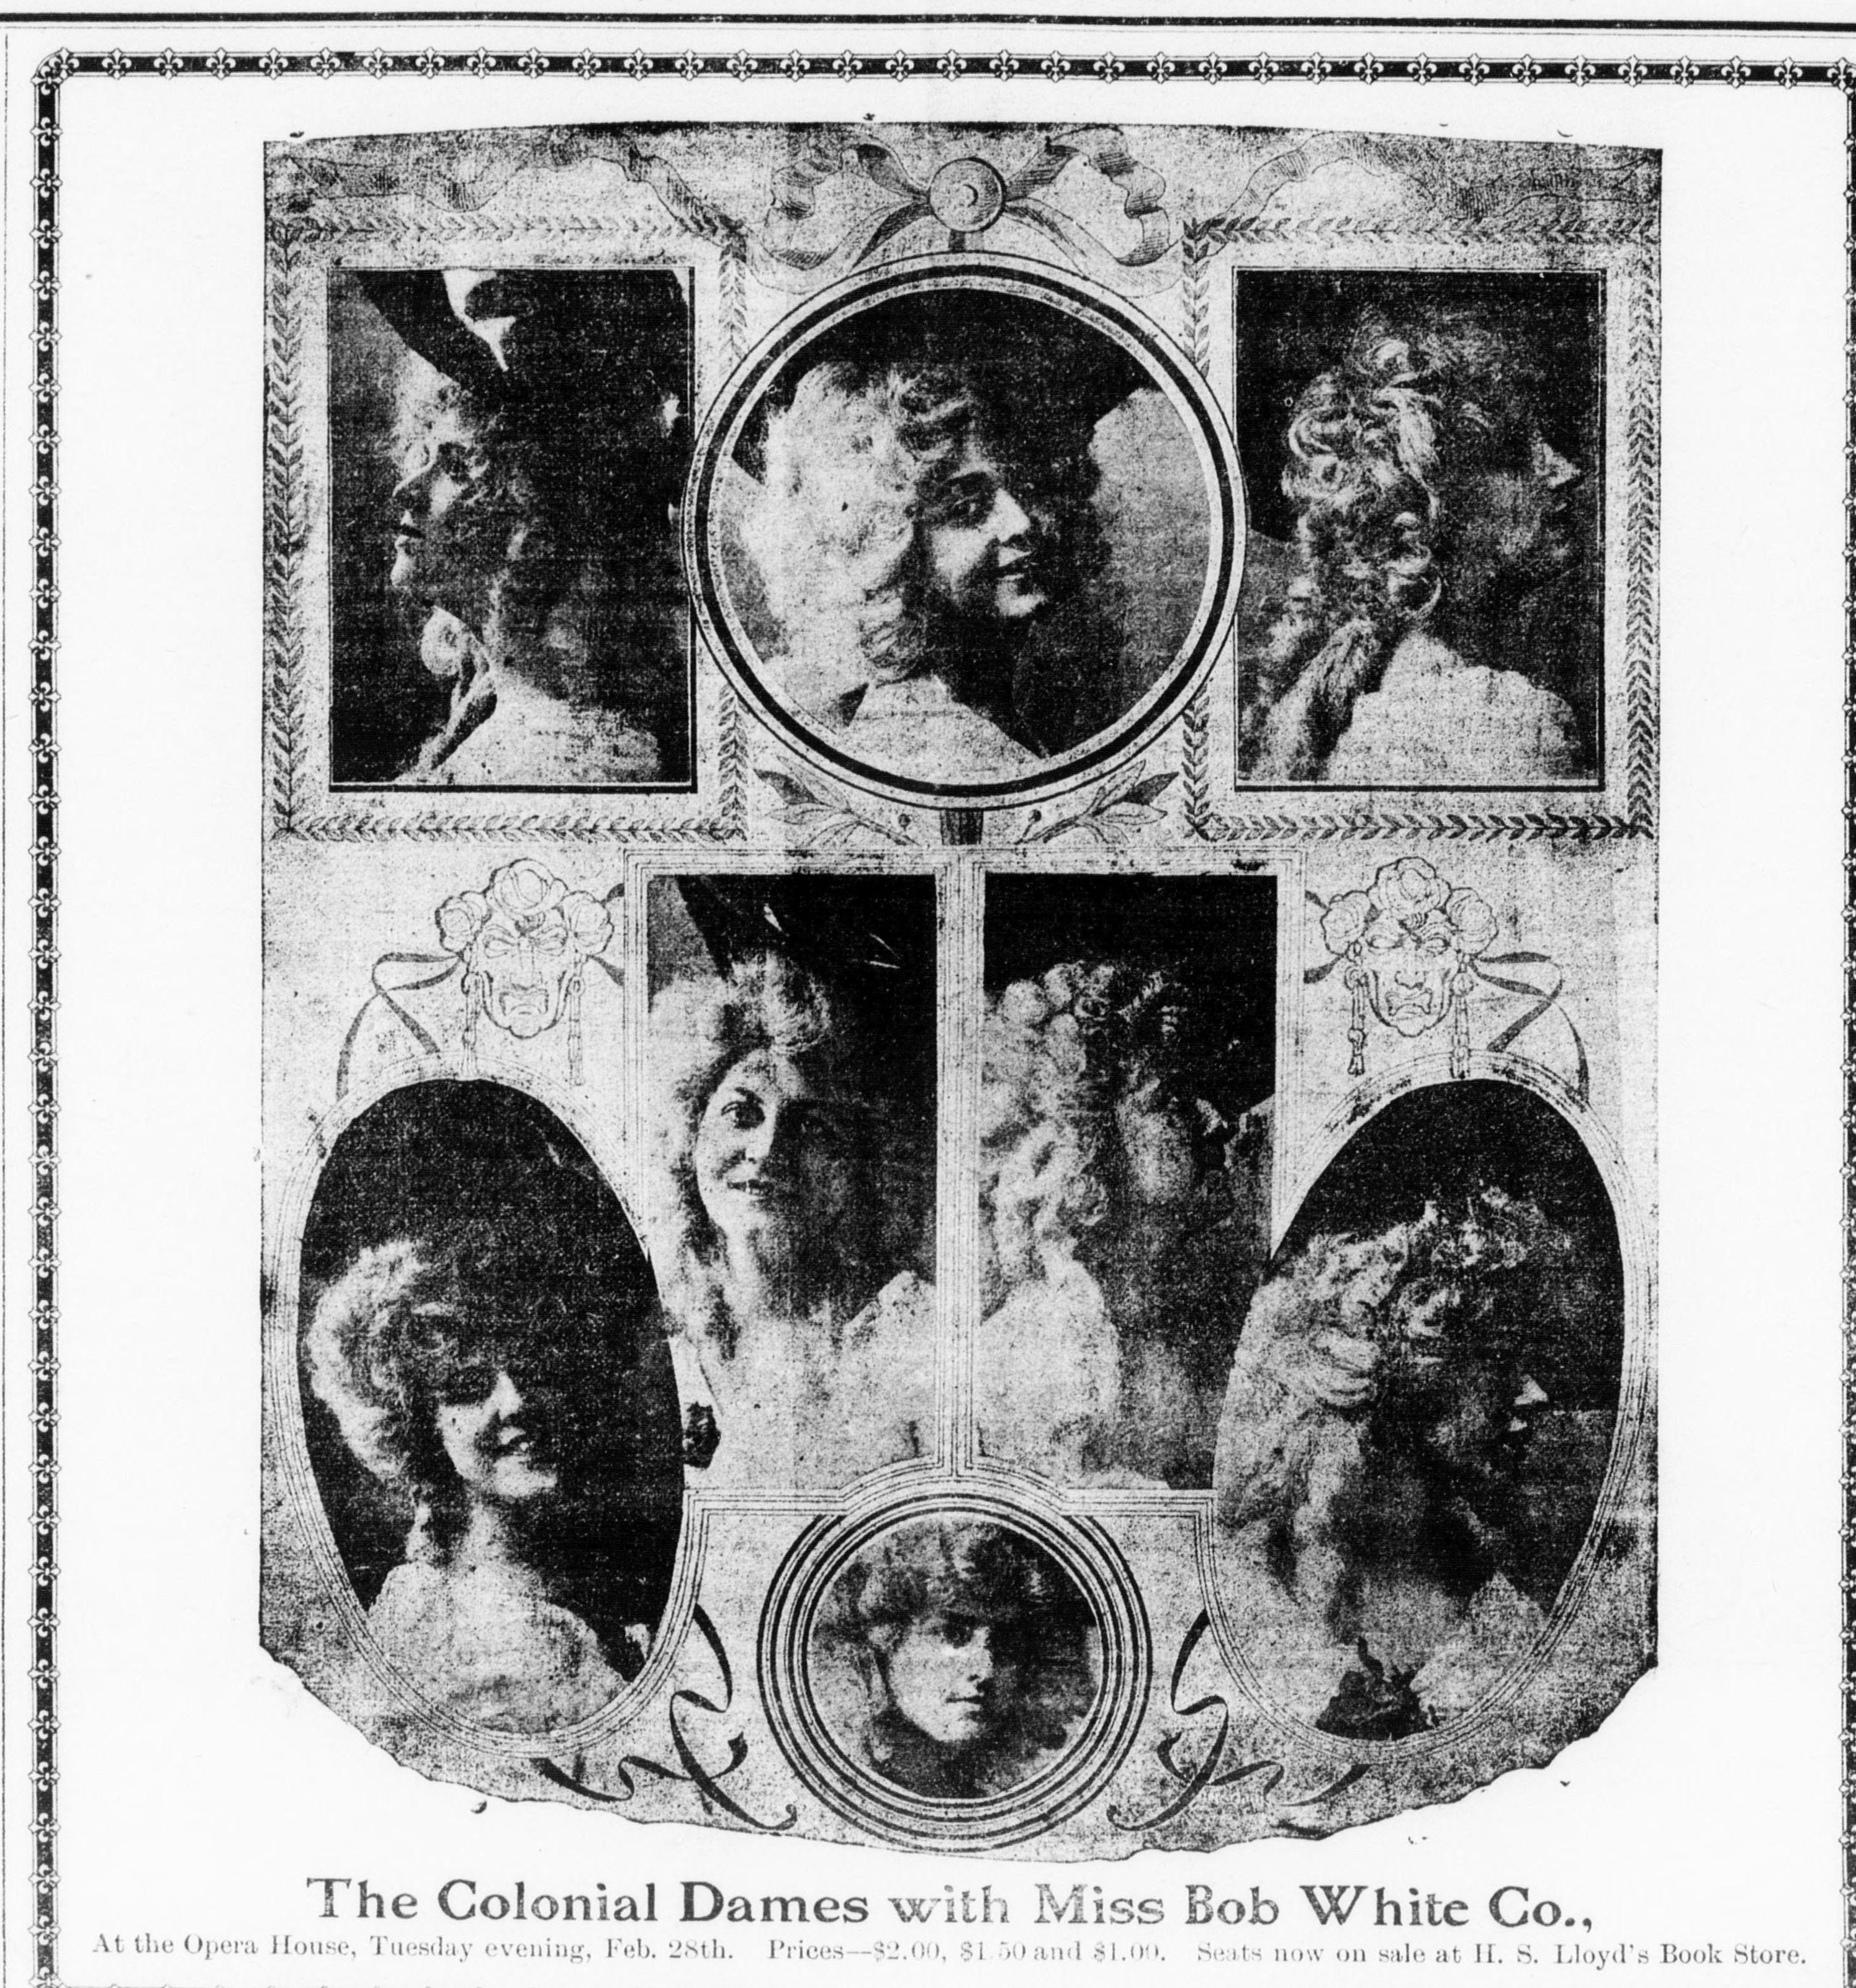 The Colonial Dames with Miss Bob White Co.,
At the Opera House, Tuesday evening, Feb. 28th. Prices—$2.00, $1.50 and $1.00. Seats now on sale at H. S. Lloyd's Book Store.